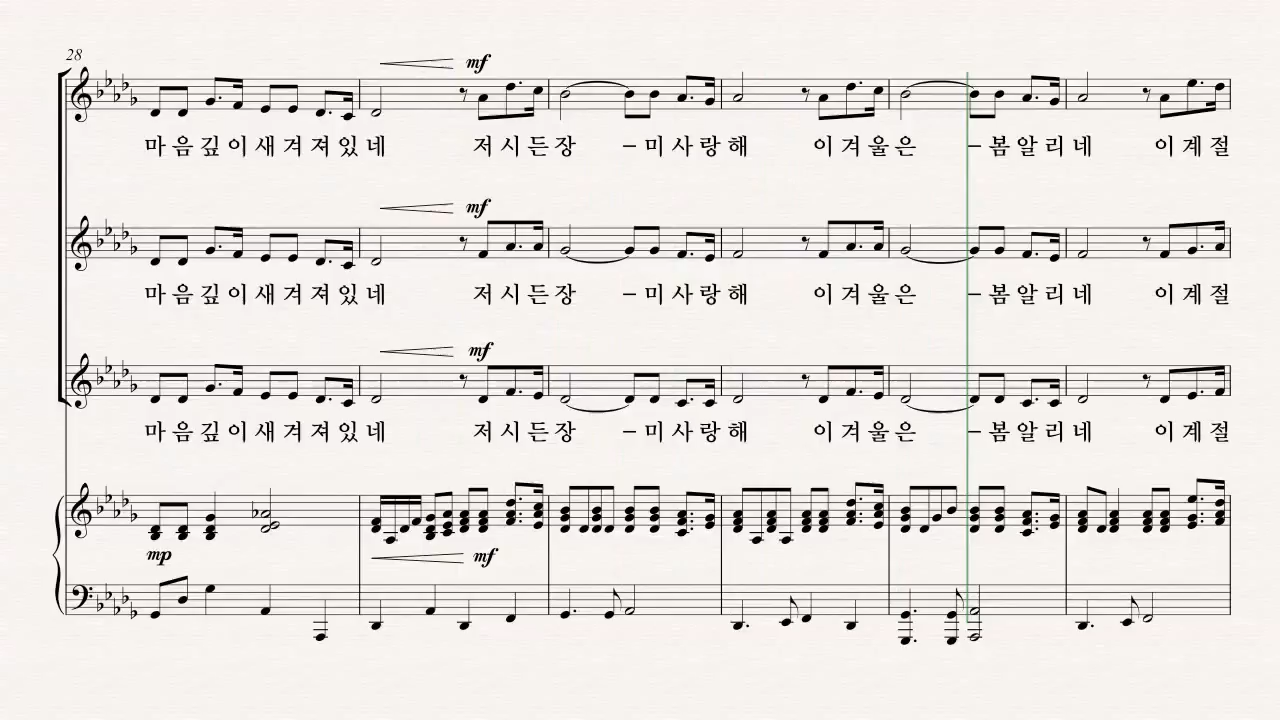 28
mf
마 음 깊 이 새 겨 져 있 네 저 시 든 장 – 미 사 랑 해 이 겨 울 은 – 봄 알 리 네 이 계 절
mf
마 음 깊 이 새 겨 져 있 네 저 시 든 장 – 미 사 랑 해 이 겨 울 은 – 봄 알 리 네 이 계 절
mf
마 음 깊 이 새 겨 져 있 네 저 시 든 장 – 미 사 랑 해 이 겨 울 은 – 봄 알 리 네 이 계 절
mp mf